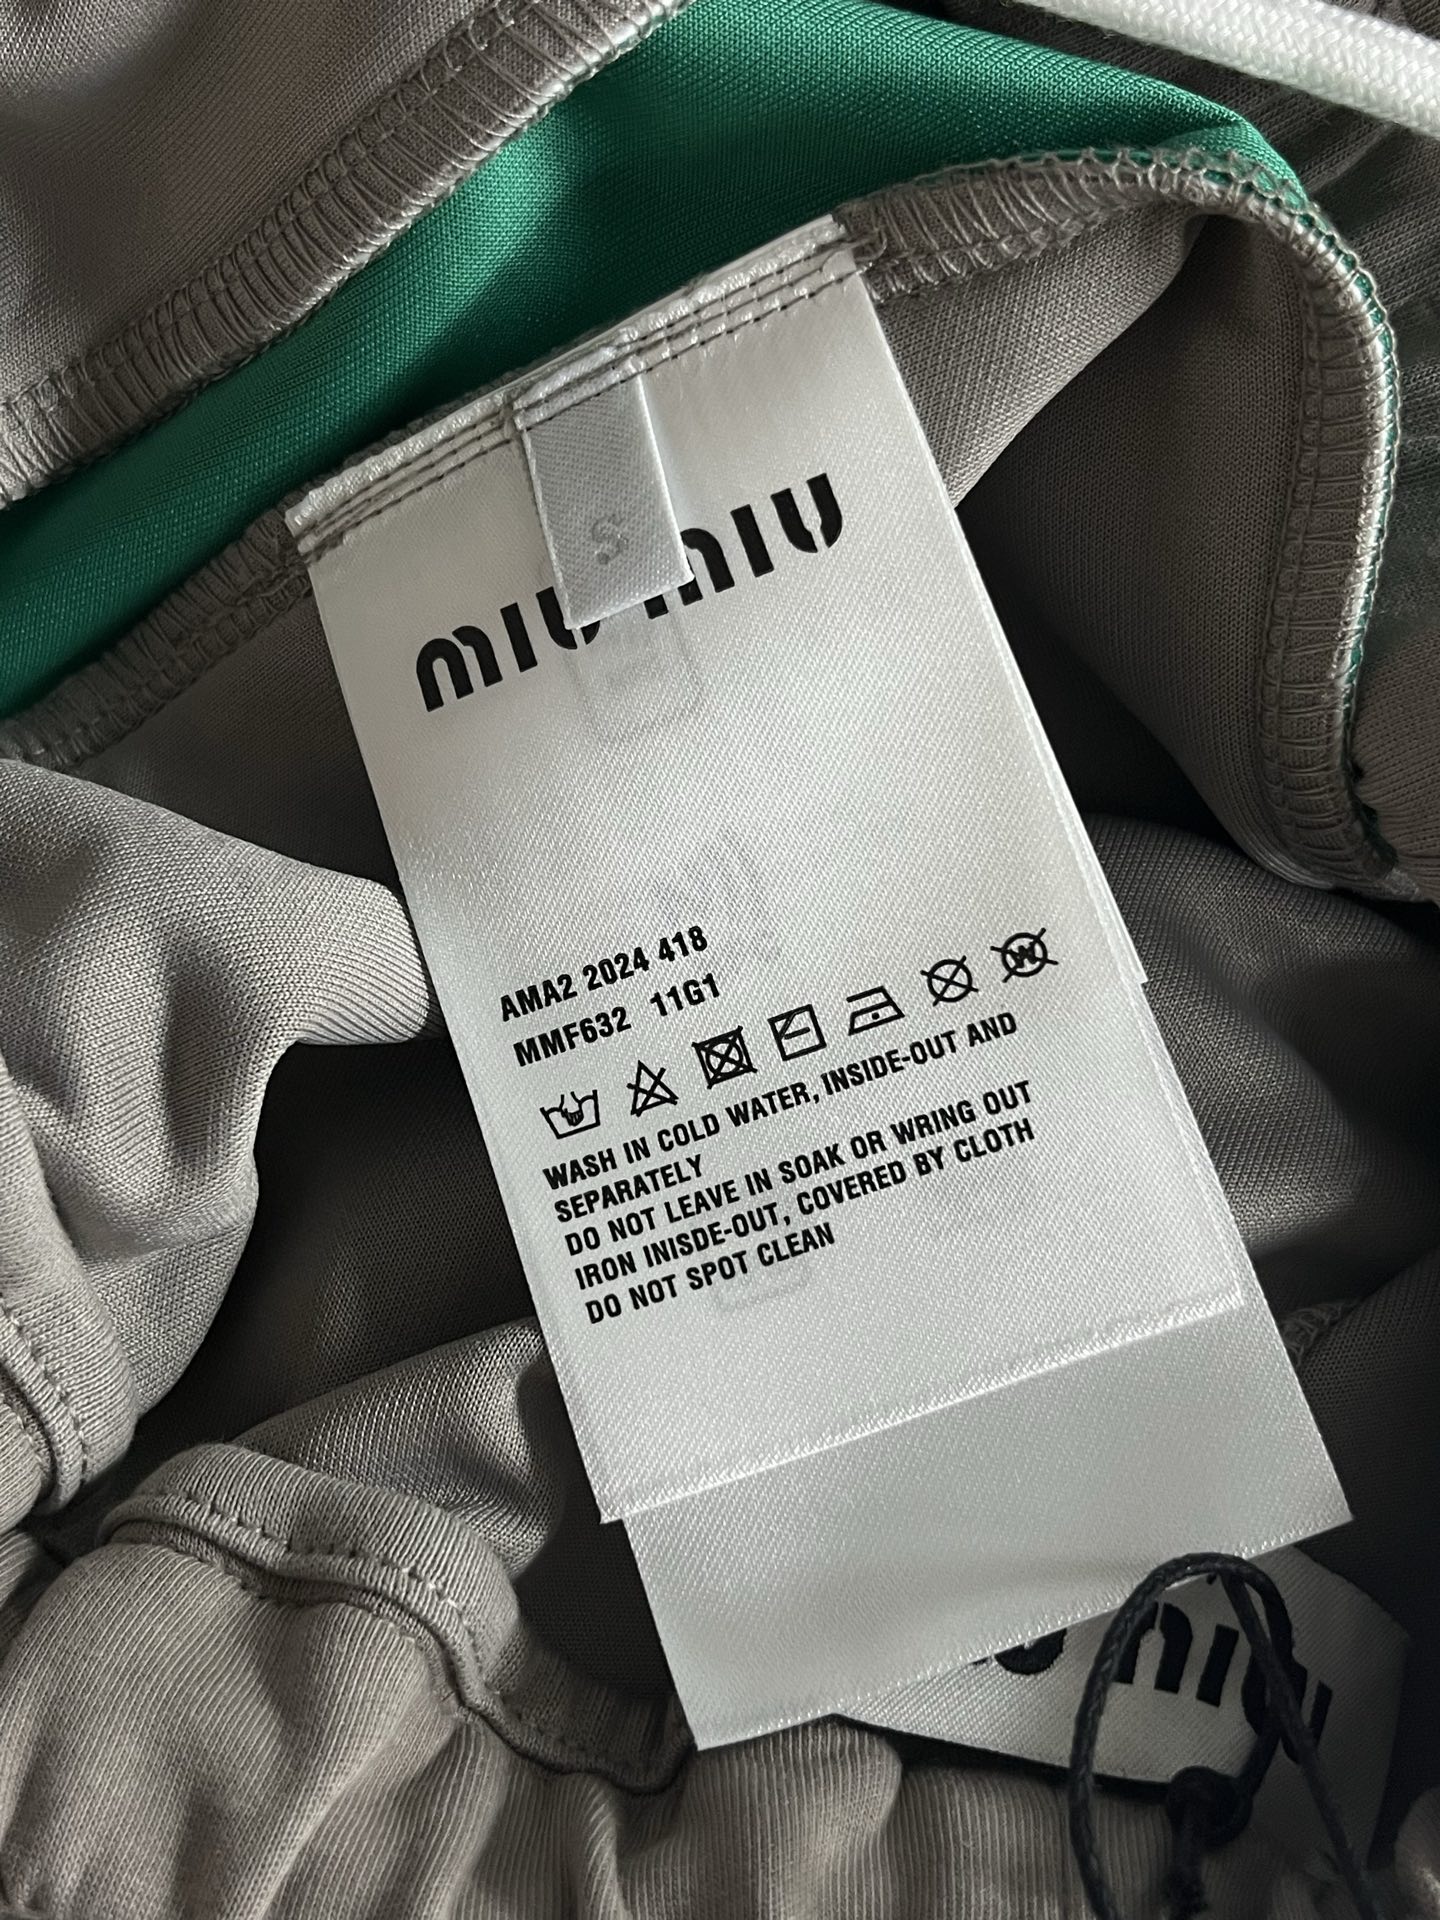 S
miu miu
AMA2 2024 418
MMF632 11G1
W
WASH IN COLD WATER, INSIDE-OUT AND
SEPARATELY
DO NOT LEAVE IN SOAK OR WRING OUT
IRON INISDE-OUT, COVERED BY CLOTH
DO NOT SPOT CLEAN
miu